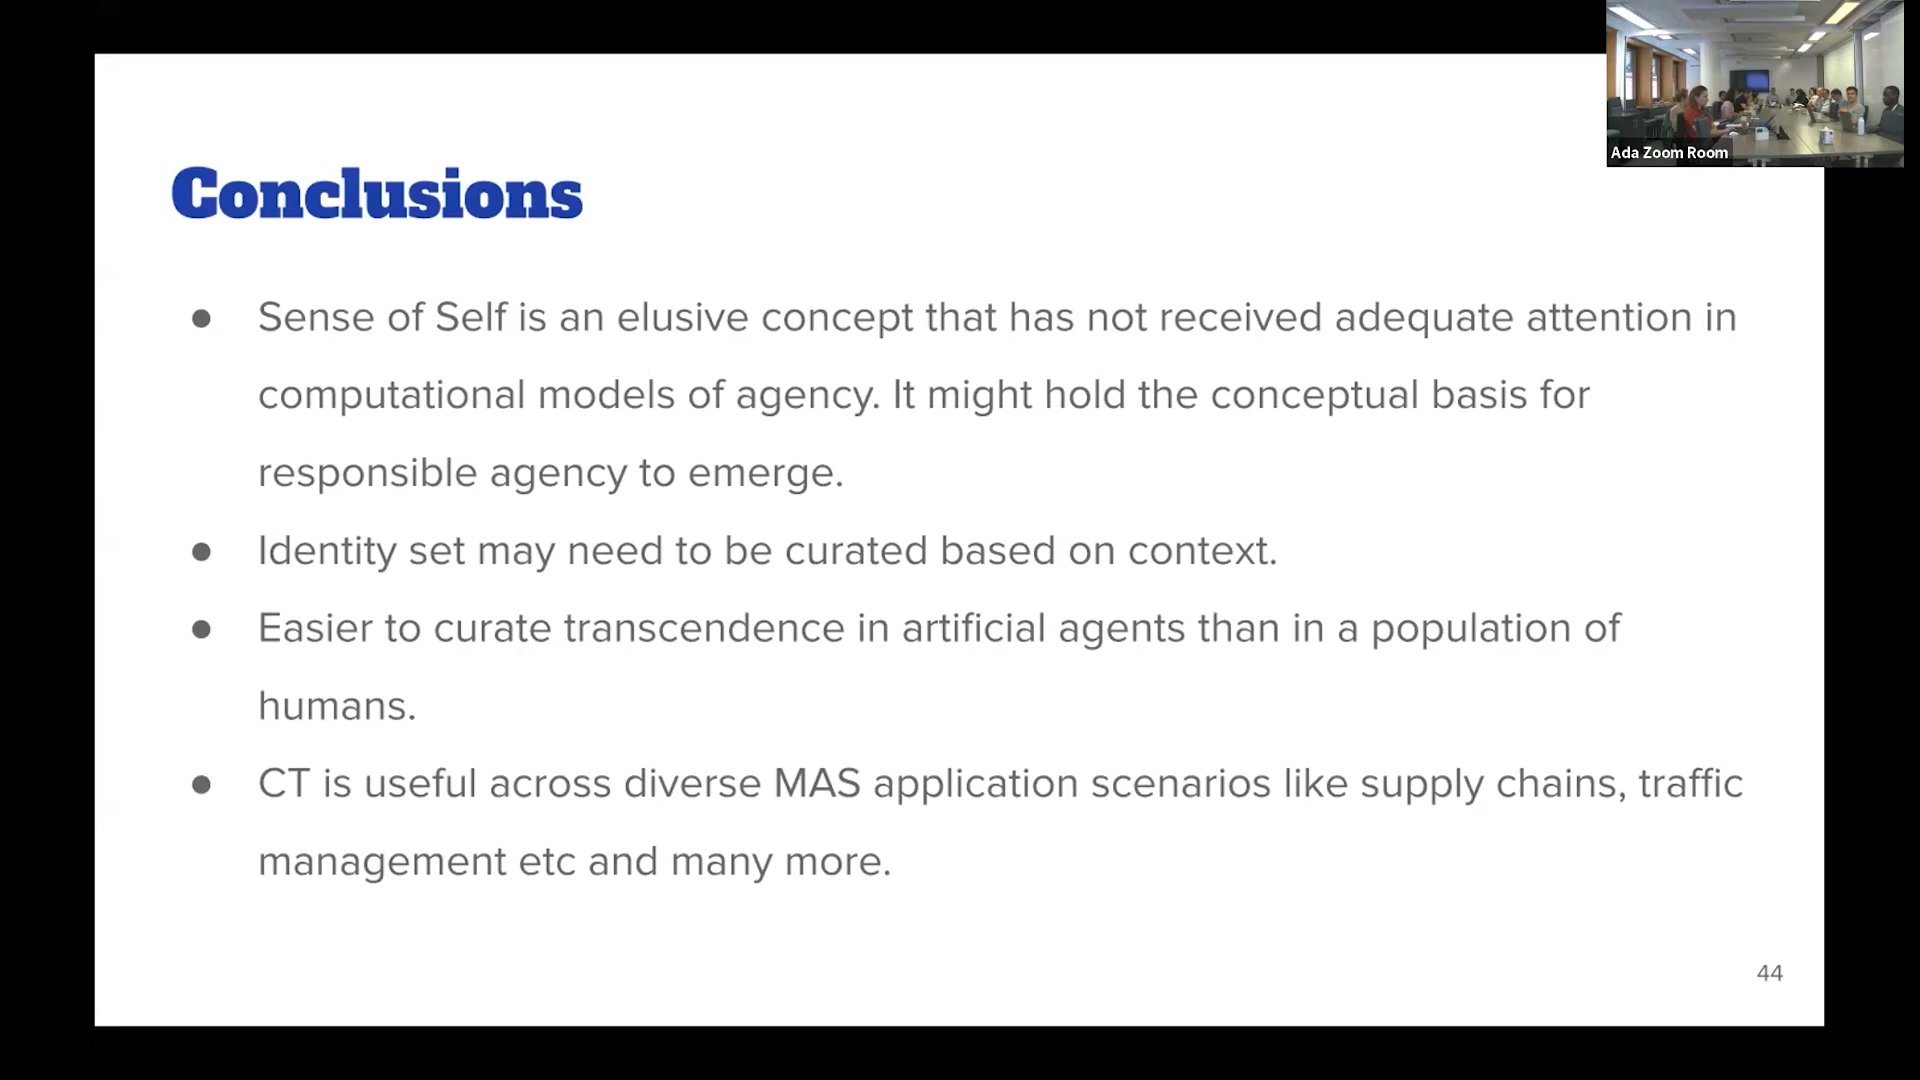 Ada Zoom Room
Conclusions
● Sense of Self is an elusive concept that has not received adequate attention in
computational models of agency. It might hold the conceptual basis for
responsible agency to emerge.
● Identity set may need to be curated based on context.
● Easier to curate transcendence in artificial agents than in a population of
humans.
● CT is useful across diverse MAS application scenarios like supply chains, traffic
management etc and many more.
44